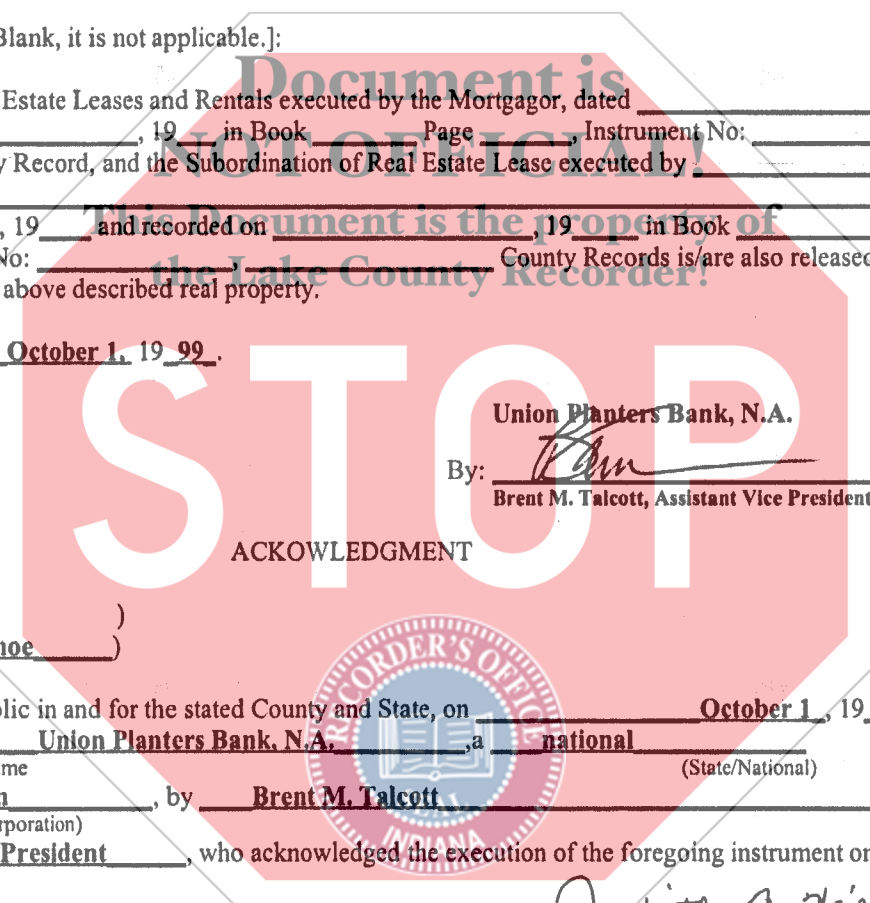 Blank, it is not applicable.]:
Document is
Estate Leases and Rentals executed by the Mortgagor, dated
, 19 in Book Page , Instrument No:
NOT OFFICIAL!
y Record, and the Subordination of Real Estate Lease executed by
, 19 and recorded on , 19 in Book
This Document is the property of
No: , County Records is/are also released
the Lake County Recorder!
above described real property.
October 1, 19 99 .
STOP
Union Planters Bank, N.A.
By:
Brent M. Talcott, Assistant Vice President
ACKOWLEDGMENT
)
noe )
RECORDER'S OFFICE
lic in and for the stated County and State, on October 1 , 19
Union Planters Bank, N.A. ,a national
me (State/National)
n , by Brent M. Talcott
SEAL
rporation)
INDIANA
President , who acknowledged the execution of the foregoing instrument on